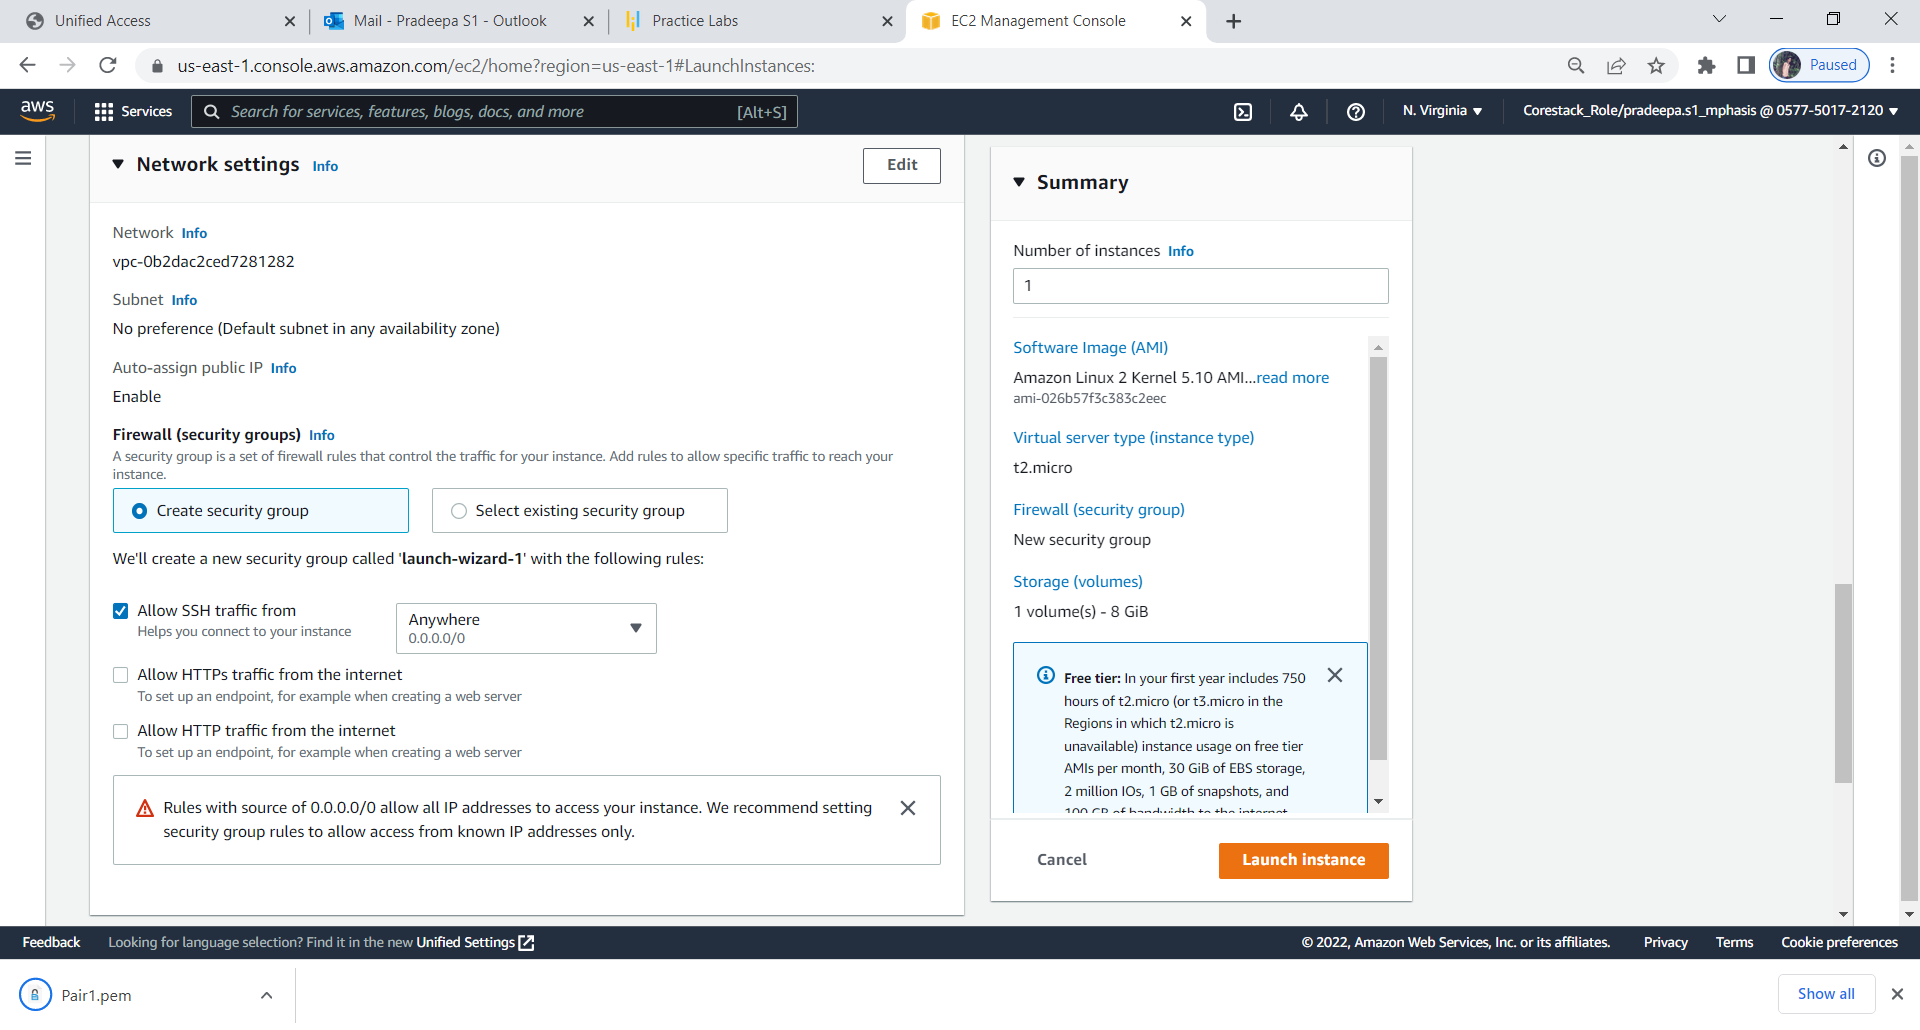 Unified Access
Mail - Pradeepa S1 - Outlook
Practice Labs
EC2 Management Console
us-east-1.console.aws.amazon.com/ec2/home?region=us-east-1#LaunchInstances:
Paused
aws
Services
Search for services, features, blogs, docs, and more
[Alt+S]
N. Virginia
Corestack_Role/pradeepa.s1_mphasis @ 0577-5017-2120
Network settings Info
Edit
Network Info
vpc-0b2dac2ced7281282
Subnet Info
No preference (Default subnet in any availability zone)
Auto-assign public IP Info
Enable
Firewall (security groups) Info
A security group is a set of firewall rules that control the traffic for your instance. Add rules to allow specific traffic to reach your
instance.
Create security group
Select existing security group
We'll create a new security group called 'launch-wizard-1' with the following rules:
Allow SSH traffic from
Helps you connect to your instance
Anywhere
0.0.0.0/0
Allow HTTPs traffic from the internet
To set up an endpoint, for example when creating a web server
Allow HTTP traffic from the internet
To set up an endpoint, for example when creating a web server
Rules with source of 0.0.0.0/0 allow all IP addresses to access your instance. We recommend setting
security group rules to allow access from known IP addresses only.
Summary
Number of instances Info
1
Software Image (AMI)
Amazon Linux 2 Kernel 5.10 AMI...read more
ami-026b57f3c383c2eec
Virtual server type (instance type)
t2.micro
Firewall (security group)
New security group
Storage (volumes)
1 volume(s) - 8 GiB
Free tier: In your first year includes 750
hours of t2.micro (or t3.micro in the
Regions in which t2.micro is
unavailable) instance usage on free tier
AMIs per month, 30 GiB of EBS storage,
2 million IOs, 1 GB of snapshots, and
100 GB of bandwidth to the internet
Cancel
Launch instance
Feedback
Looking for language selection? Find it in the new Unified Settings
© 2022, Amazon Web Services, Inc. or its affiliates.
Privacy
Terms
Cookie preferences
Pair1.pem
Show all